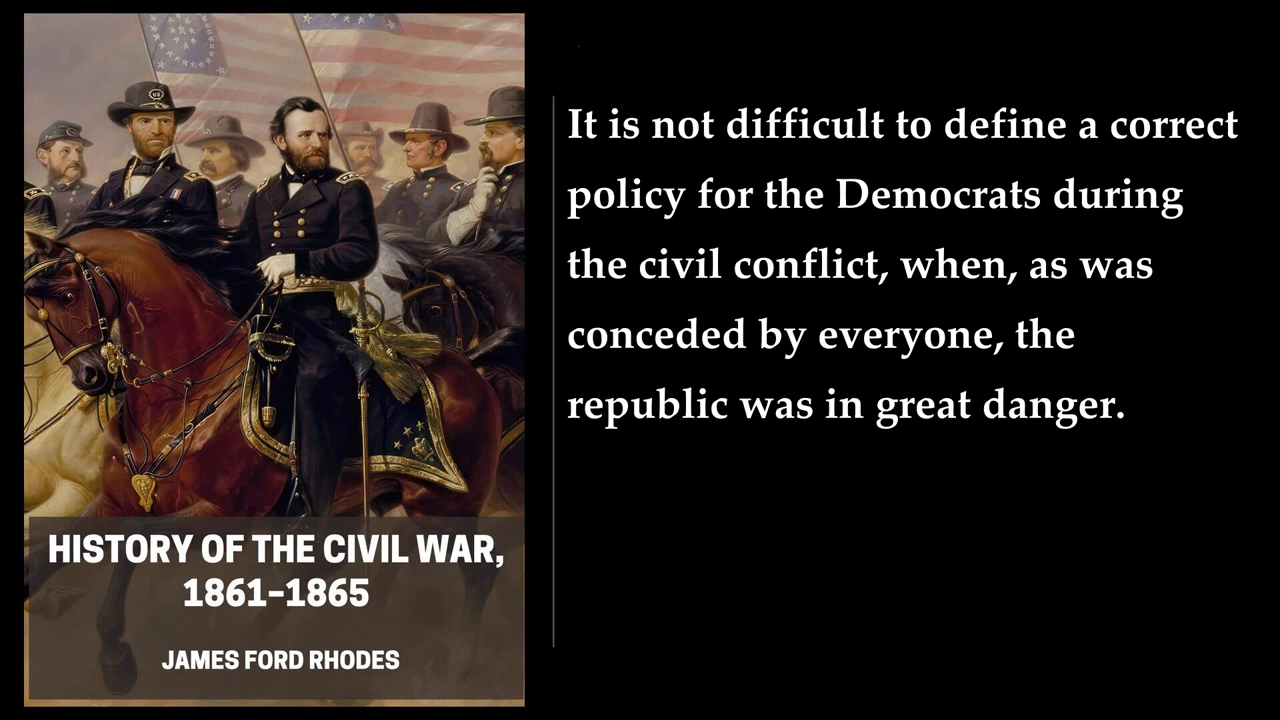 It is not difficult to define a correct
policy for the Democrats during
the civil conflict, when, as was
conceded by everyone, the
republic was in great danger.
HISTORY OF THE CIVIL WAR,
1861–1865
JAMES FORD RHODES